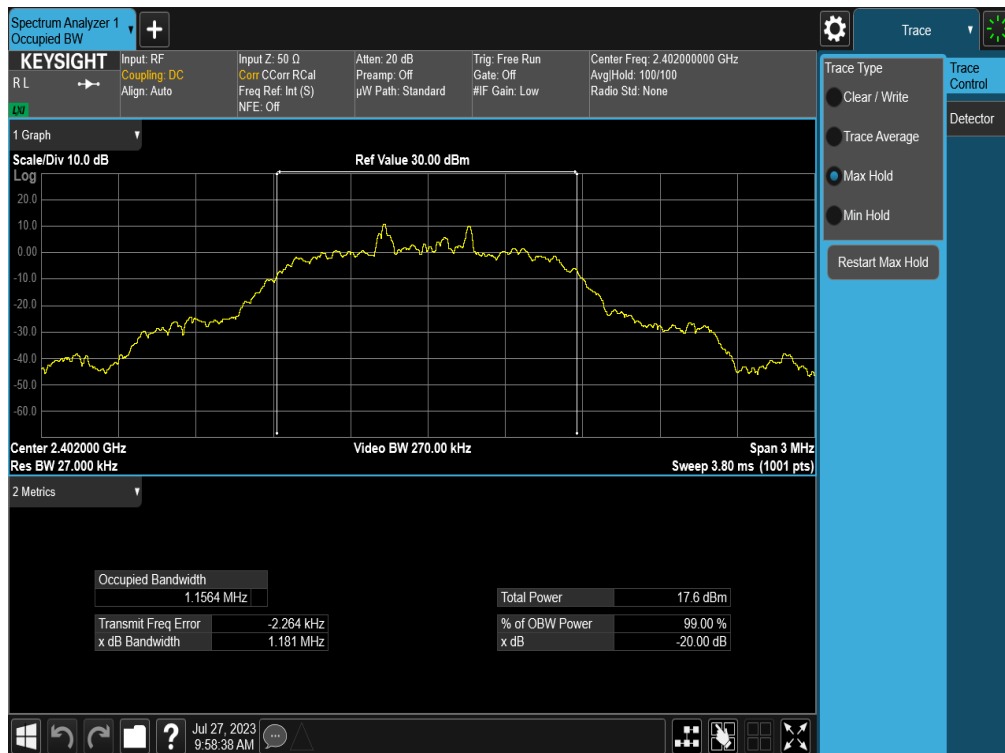 Spectrum Analyzer 1
Occupied BW
+
Trace
KEYSIGHT
R L
LXI
Input: RF
Coupling: DC
Align: Auto
Input Z: 50 Ω
Corr CCorr RCal
Freq Ref: Int (S)
NFE: Off
Atten: 20 dB
Preamp: Off
µW Path: Standard
Trig: Free Run
Gate: Off
#IF Gain: Low
Center Freq: 2.402000000 GHz
Avg|Hold: 100/100
Radio Std: None
Trace Type
Clear / Write
Trace Average
Max Hold
Min Hold
Restart Max Hold
Trace
Control
Detector
1 Graph
Scale/Div 10.0 dB
Ref Value 30.00 dBm
Log
20.0
10.0
0.00
-10.0
-20.0
-30.0
-40.0
-50.0
-60.0
Center 2.402000 GHz
Video BW 270.00 kHz
Span 3 MHz
Res BW 27.000 kHz
Sweep 3.80 ms (1001 pts)
2 Metrics
Occupied Bandwidth
1.1564 MHz
Total Power 17.6 dBm
Transmit Freq Error -2.264 kHz
% of OBW Power 99.00 %
x dB Bandwidth 1.181 MHz
x dB -20.00 dB
?
Jul 27, 2023
9:58:38 AM